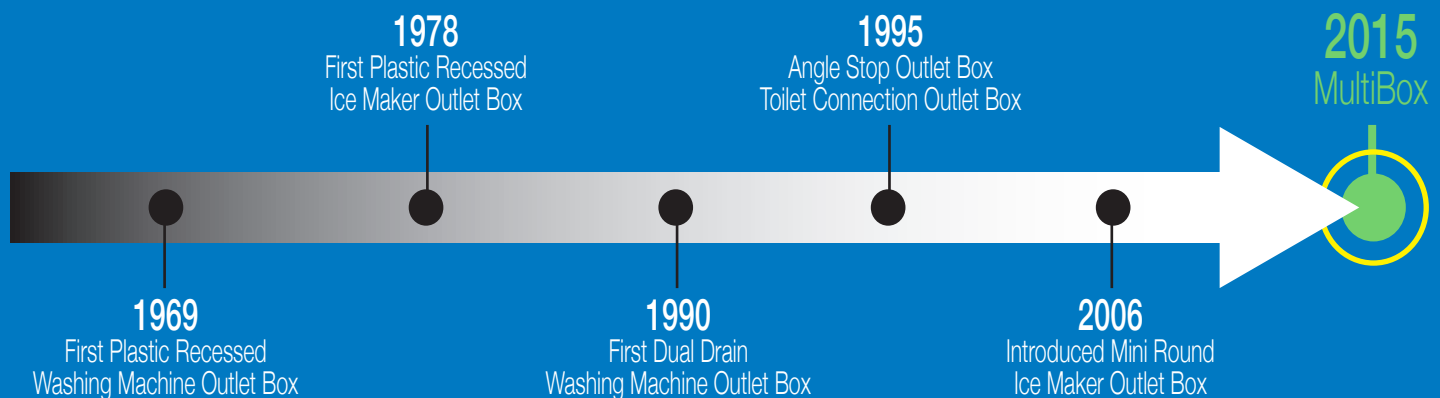 1978
First Plastic Recessed
Ice Maker Outlet Box
1995
Angle Stop Outlet Box
Toilet Connection Outlet Box
2015
MultiBox
1969
First Plastic Recessed
Washing Machine Outlet Box
1990
First Dual Drain
Washing Machine Outlet Box
2006
Introduced Mini Round
Ice Maker Outlet Box